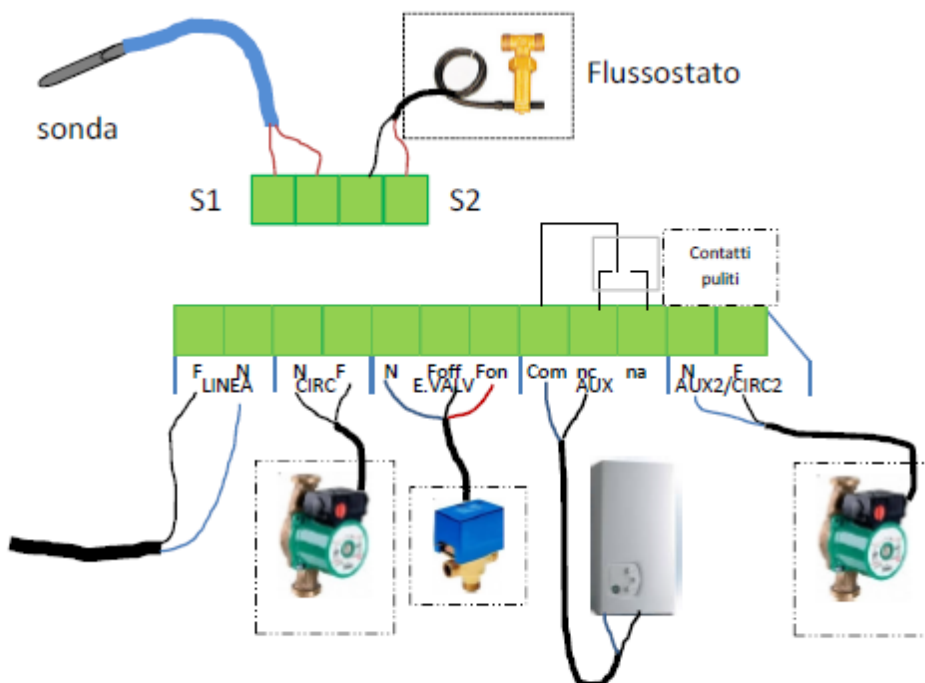 Flussostato
sonda
S1
S2
Contatti
puliti
F N N F N Foff Fon Com nc na N F
LINEA CIRC E.VALV AUX AUX2/CIRC2